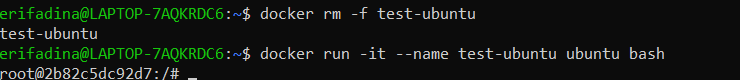 erifadina@LAPTOP-7AQKRDC6:~$ docker rm -f test-ubuntu
test-ubuntu
erifadina@LAPTOP-7AQKRDC6:~$ docker run -it --name test-ubuntu ubuntu bash
root@2b82c5dc92d7:/# _